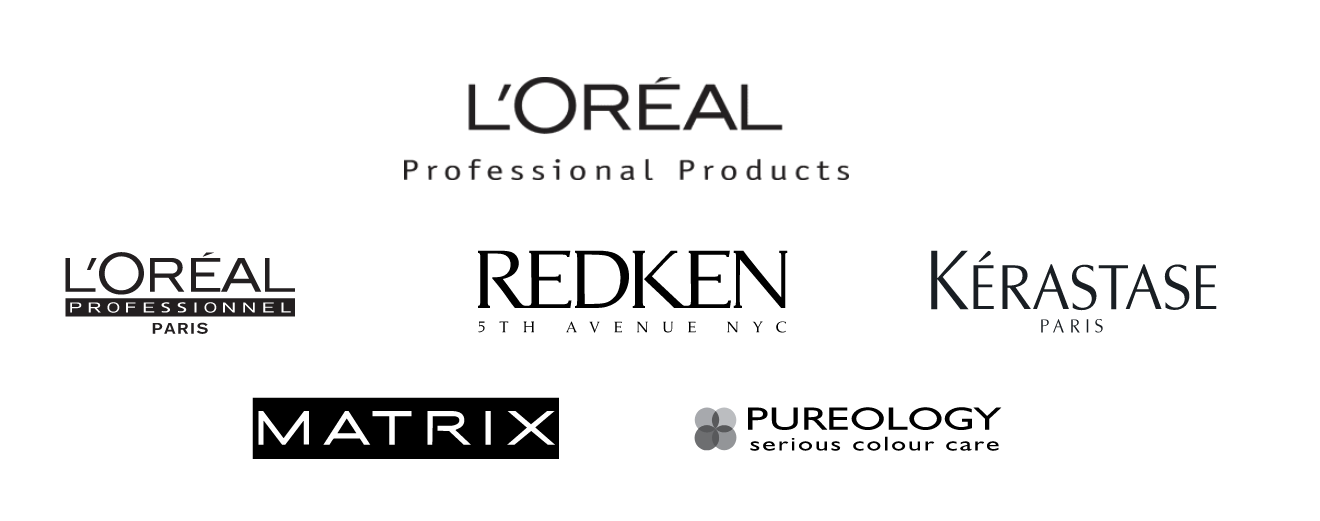 L'ORÉAL
Professional Products
L'ORÉAL
PROFESSIONNEL
PARIS
REDKEN
5TH AVENUE NYC
KÉRASTASE
PARIS
MATRIX
PUREOLOGY
serious colour care